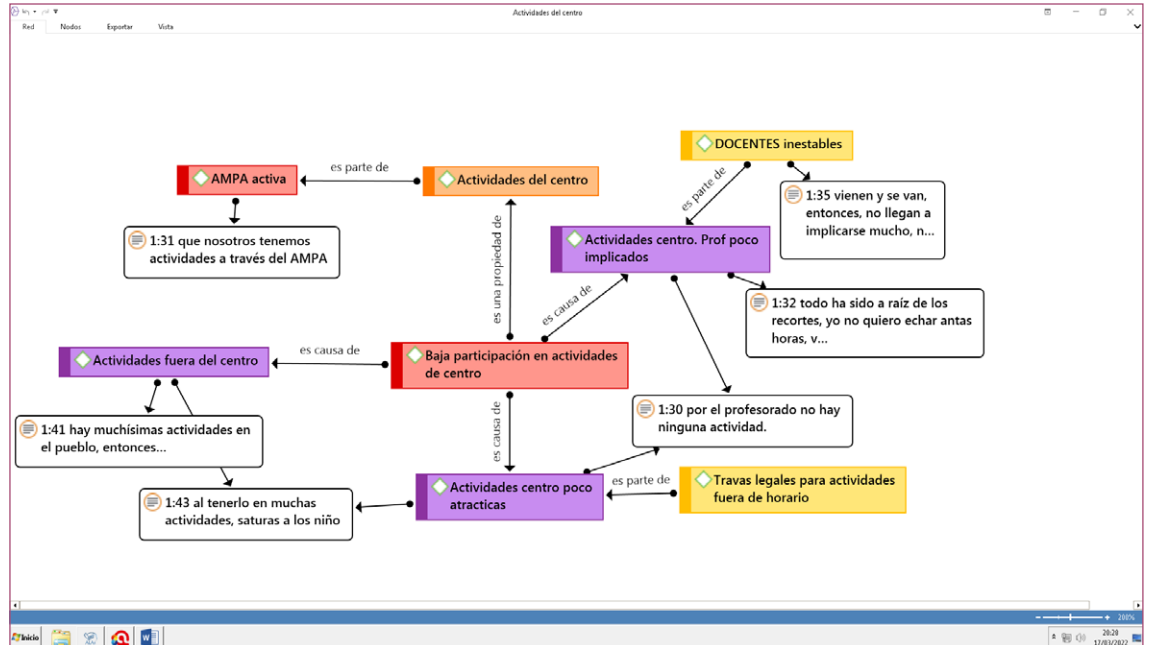 Actividades del centro
Red Nodos Exportar Vista
DOCENTES inestables
es parte de
AMPA activa
Actividades del centro
es parte de
1:35 vienen y se van,
entonces, no llegan a
implicarse mucho, n...
1:31 que nosotros tenemos
actividades a través del AMPA
es una propiedad de
Actividades centro. Prof poco
implicados
es causa de
1:32 todo ha sido a raíz de los
recortes, yo no quiero echar antas
horas, v...
Actividades fuera del centro
es causa de
Baja participación en actividades
de centro
1:41 hay muchísimas actividades en
el pueblo, entonces...
es causa de
1:30 por el profesorado no hay
ninguna actividad.
1:43 al tenerlo en muchas
actividades, saturas a los niño
Actividades centro poco
atracticas
es parte de
Travas legales para actividades
fuera de horario
200%
Inicio
20:20
17/03/2022